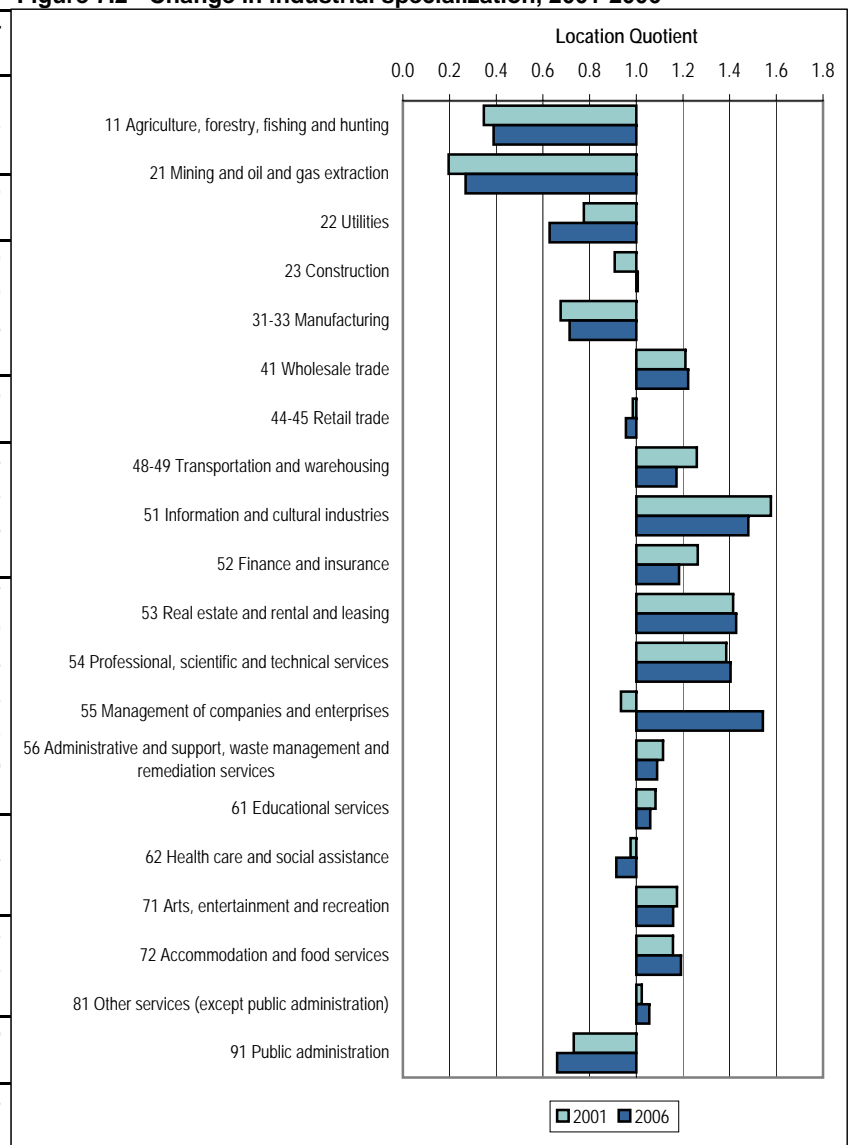 Location Quotient
0.0 0.2 0.4 0.6 0.8 1.0 1.2 1.4 1.6 1.8
11 Agriculture, forestry, fishing and hunting
21 Mining and oil and gas extraction
22 Utilities
23 Construction
31-33 Manufacturing
41 Wholesale trade
44-45 Retail trade
48-49 Transportation and warehousing
51 Information and cultural industries
52 Finance and insurance
53 Real estate and rental and leasing
54 Professional, scientific and technical services
55 Management of companies and enterprises
56 Administrative and support, waste management and
remediation services
61 Educational services
62 Health care and social assistance
71 Arts, entertainment and recreation
72 Accommodation and food services
81 Other services (except public administration)
91 Public administration
2001 2006